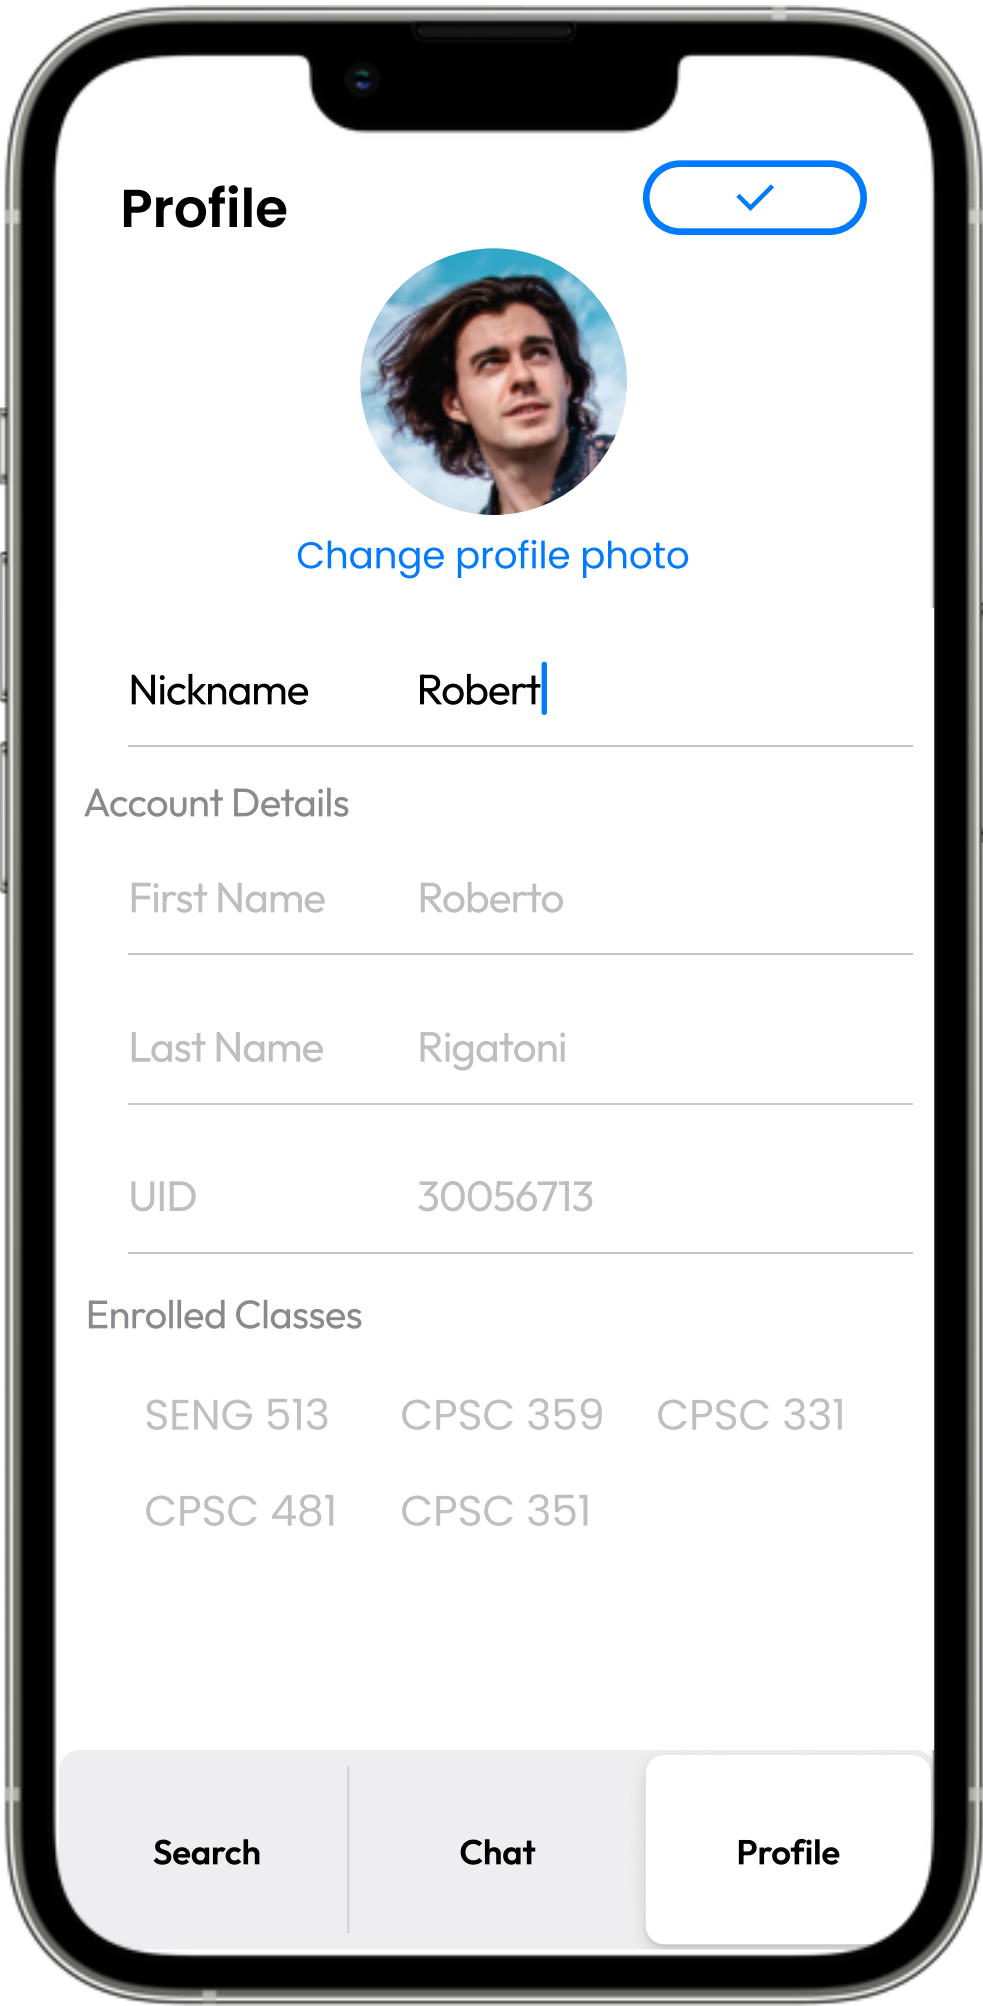 Profile
Change profile photo
Nickname Robert
Account Details
First Name Roberto
Last Name Rigatoni
UID 30056713
Enrolled Classes
SENG 513 CPSC 359 CPSC 331
CPSC 481 CPSC 351
Search Chat Profile